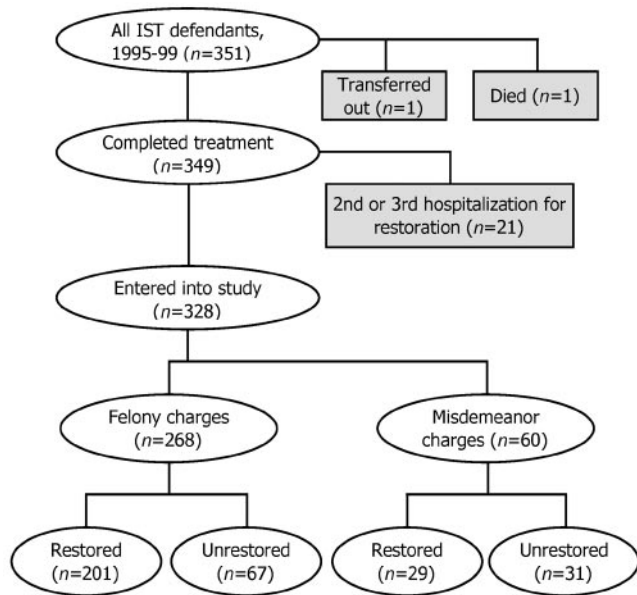 All IST defendants,
1995-99 (n=351)
Transferred
out (n=1)
Died (n=1)
Completed treatment
(n=349)
2nd or 3rd hospitalization for
restoration (n=21)
Entered into study
(n=328)
Felony charges
(n=268)
Misdemeanor
charges (n=60)
Restored
(n=201)
Unrestored
(n=67)
Restored
(n=29)
Unrestored
(n=31)